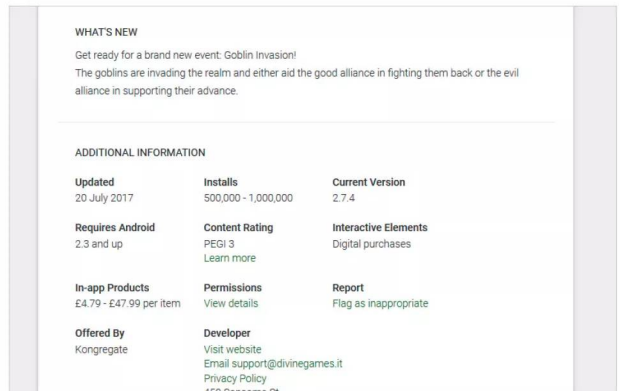 WHAT'S NEW
Get ready for a brand new event: Goblin Invasion!
The goblins are invading the realm and either aid the good alliance in fighting them back or the evil
alliance in supporting their advance.
ADDITIONAL INFORMATION
Updated Installs Current Version
20 July 2017 500,000 - 1,000,000 2.7.4
Requires Android Content Rating Interactive Elements
2.3 and up PEGI 3 Digital purchases
Learn more
In-app Products Permissions Report
£4.79 - £47.99 per item View details Flag as inappropriate
Offered By Developer
Kongregate Visit website
Email support@divinegames.it
Privacy Policy